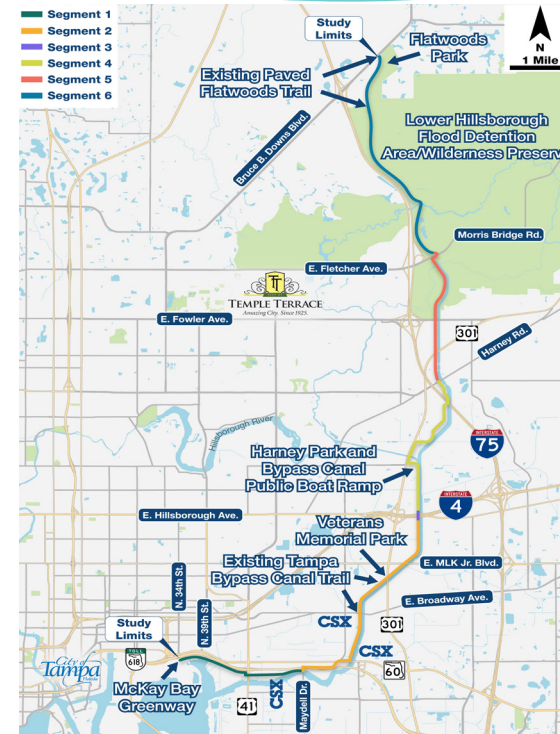 Segment 1
Segment 2
Segment 3
Segment 4
Segment 5
Segment 6
Study
Limits
Flatwoods
Park
N
1 Mile
Existing Paved
Flatwoods Trail
Bruce B. Downs Blvd.
Lower Hillsborough
Flood Detention
Area/Wilderness Preserv
Morris Bridge Rd.
E. Fletcher Ave.
TT
TEMPLE TERRACE
Amazing City. Since 1925.
E. Fowler Ave.
301
Harney Rd.
Hillsborough River
INTERSTATE
75
Harney Park and
Bypass Canal
Public Boat Ramp
INTERSTATE
4
E. Hillsborough Ave.
Veterans
Memorial Park
Existing Tampa
Bypass Canal Trail
E. MLK Jr. Blvd.
N. 34th St.
E. Broadway Ave.
N. 39th St.
CSX
301
Study
Limits
CSX
TOLL
618
60
City of
Tampa
Florida
McKay Bay
Greenway
CSX
41
Maydell Dr.